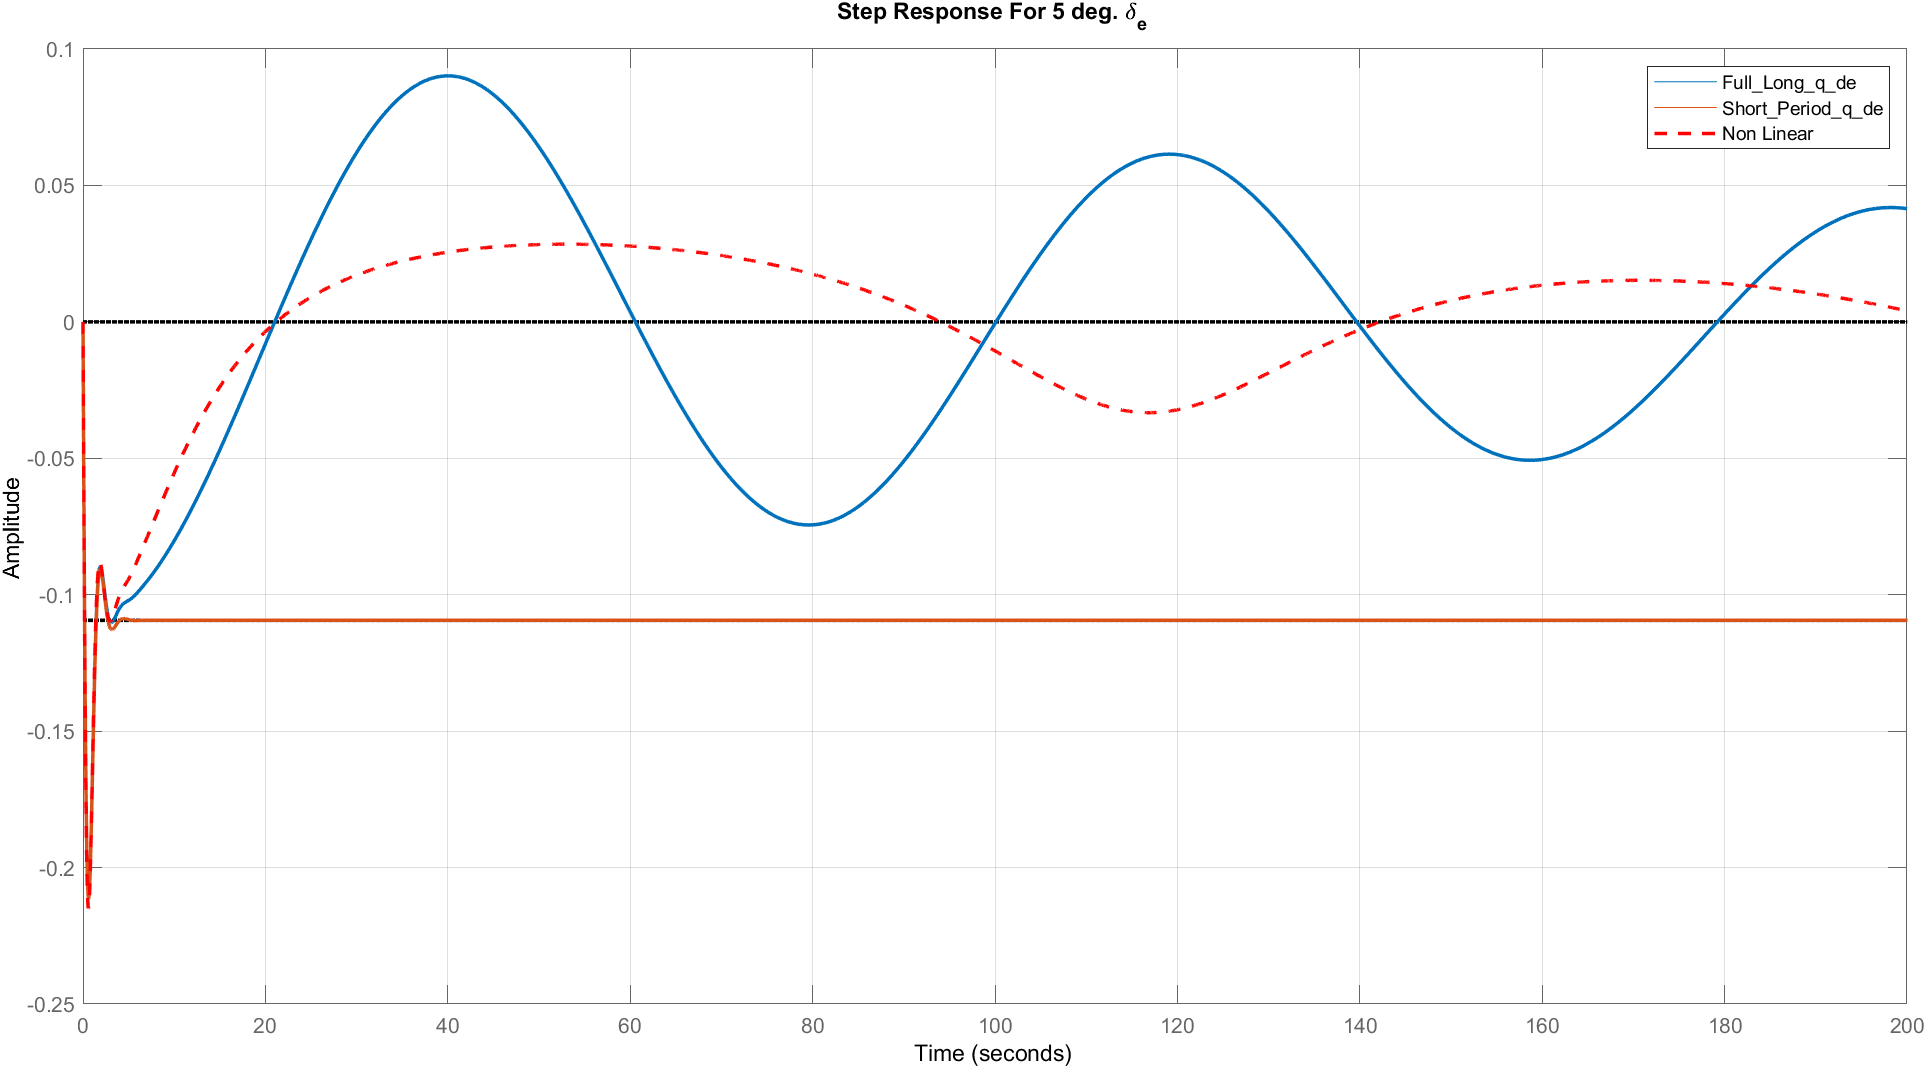 Step Response For 5 deg. δe
0.1
0.05
0
-0.05
-0.1
-0.15
-0.2
-0.25
Amplitude
Full_Long_q_de
Short_Period_q_de
Non Linear
0 20 40 60 80 100 120 140 160 180 200
Time (seconds)